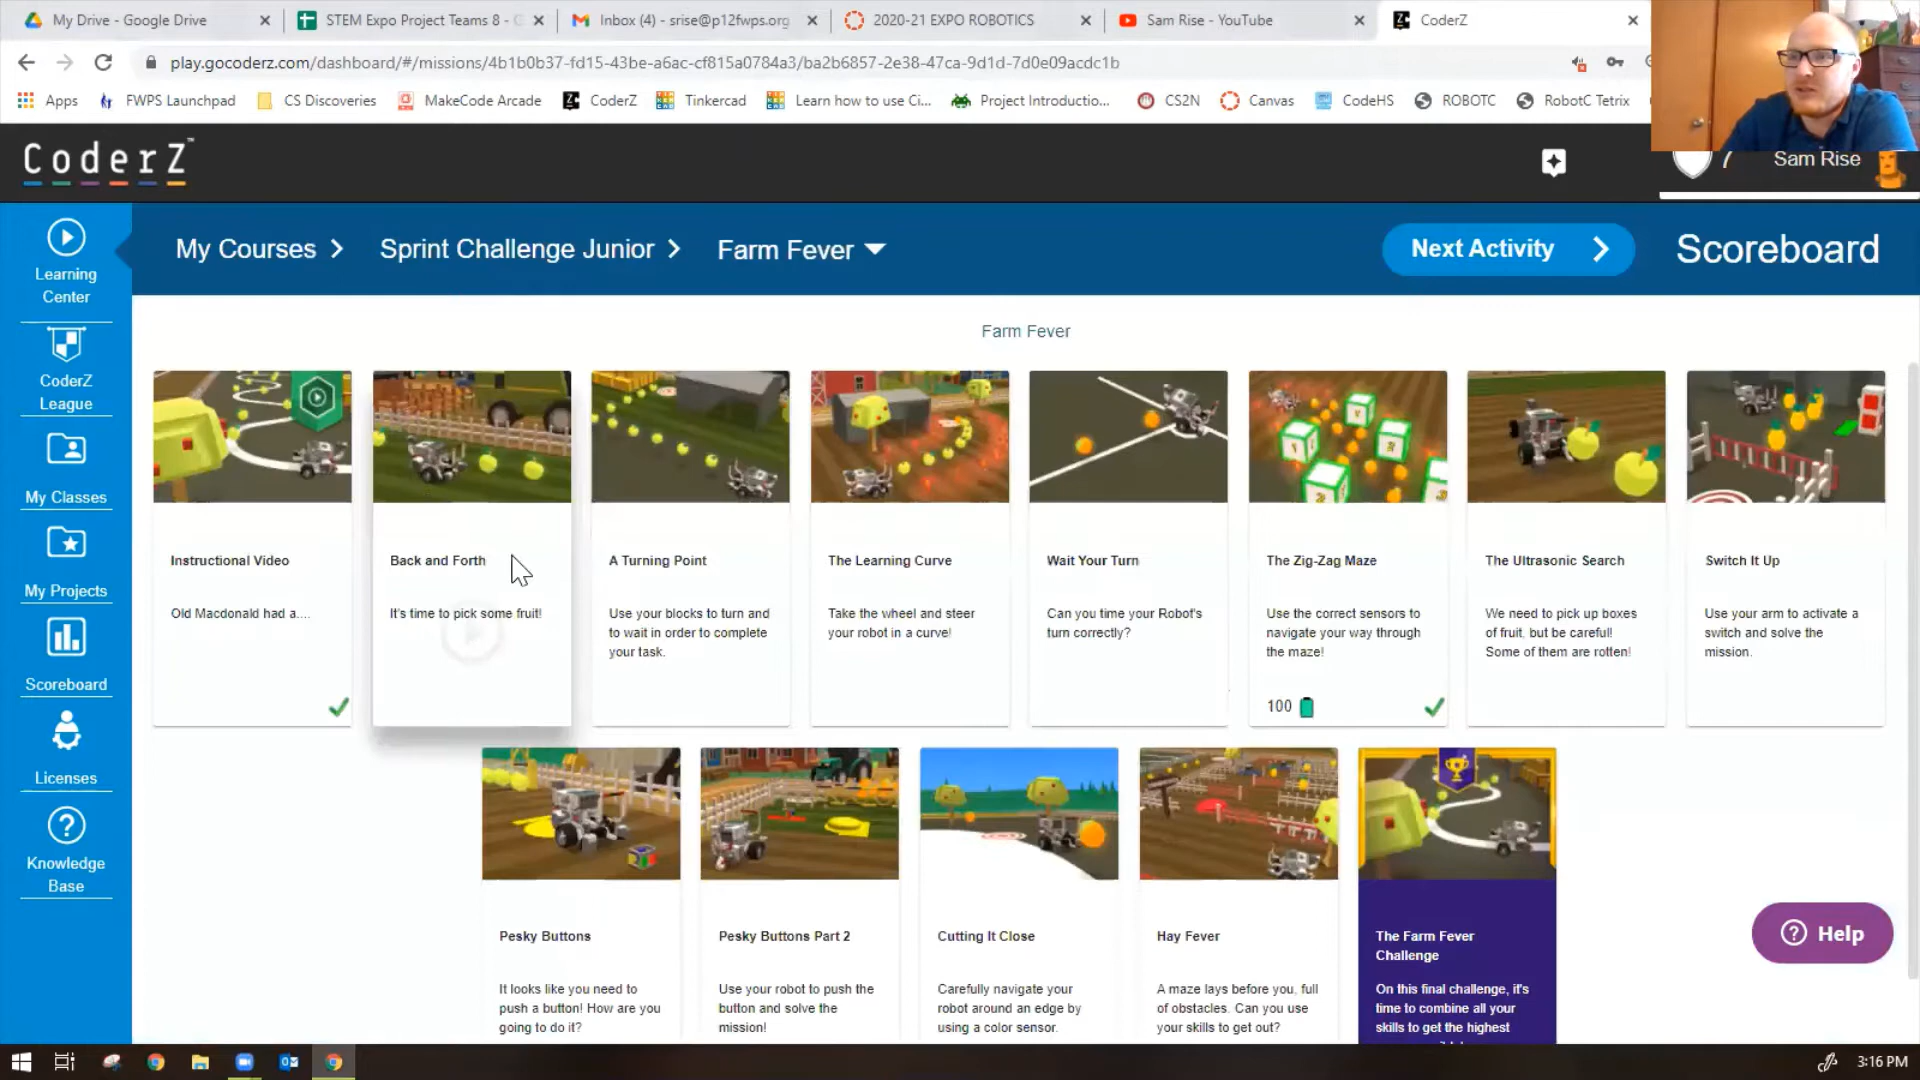 My Drive - Google Drive
STEM Expo Project Teams 8 -
Inbox (4) - srise@p12fwps.org
2020-21 EXPO ROBOTICS
Sam Rise - YouTube
CoderZ
play.gocoderz.com/dashboard/#/missions/4b1b0b37-fd15-43be-a6ac-cf815a0784a3/ba2b6857-2e38-47ca-9d1d-7d0e09acdc1b
Apps
FWPS Launchpad
CS Discoveries
MakeCode Arcade
CoderZ
Tinkercad
Learn how to use Ci...
Project Introductio...
CS2N
Canvas
CodeHS
ROBOTC
RobotC Tetrix
CoderZ™
7
Sam Rise
My Courses
Sprint Challenge Junior
Farm Fever
Next Activity
Scoreboard
Learning
Center
CoderZ
League
My Classes
My Projects
Scoreboard
Licenses
Knowledge
Base
Farm Fever
Instructional Video
Old Macdonald had a....
Back and Forth
It's time to pick some fruit!
A Turning Point
Use your blocks to turn and
to wait in order to complete
your task.
The Learning Curve
Take the wheel and steer
your robot in a curve!
Wait Your Turn
Can you time your Robot's
turn correctly?
The Zig-Zag Maze
Use the correct sensors to
navigate your way through
the maze!
100
The Ultrasonic Search
We need to pick up boxes
of fruit, but be careful!
Some of them are rotten!
Switch It Up
Use your arm to activate a
switch and solve the
mission.
Pesky Buttons
It looks like you need to
push a button! How are you
going to do it?
Pesky Buttons Part 2
Use your robot to push the
button and solve the
mission!
Cutting It Close
Carefully navigate your
robot around an edge by
using a color sensor.
Hay Fever
A maze lays before you, full
of obstacles. Can you use
your skills to get out?
The Farm Fever
Challenge
On this final challenge, it's
time to combine all your
skills to get the highest
Help
3:16 PM